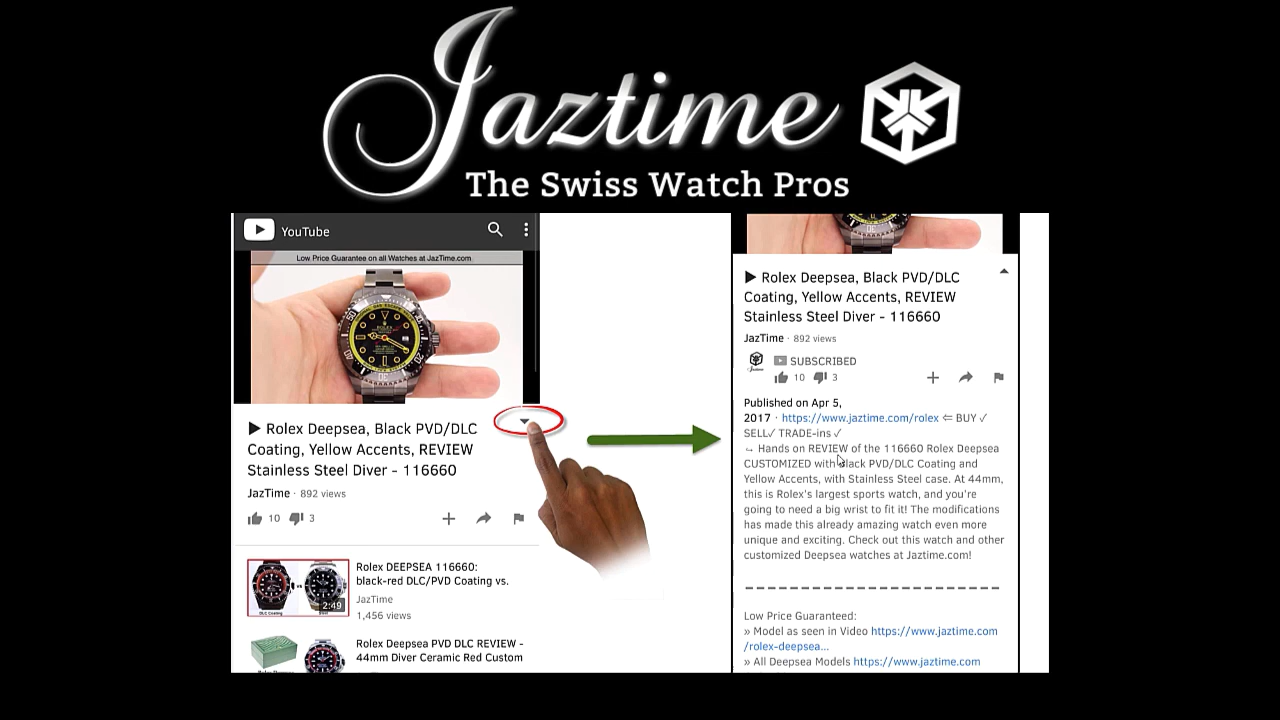 Jaztime
The Swiss Watch Pros
YouTube
Low Price Guarantee on all Watches at JazTime.com
▶ Rolex Deepsea, Black PVD/DLC
Coating, Yellow Accents, REVIEW
Stainless Steel Diver - 116660
JazTime · 892 views
10 3
Rolex DEEPSEA 116660:
black-red DLC/PVD Coating vs.
JazTime
1,456 views
2:49
DLC Coating
Steel
Rolex Deepsea PVD DLC REVIEW -
44mm Diver Ceramic Red Custom
▶ Rolex Deepsea, Black PVD/DLC
Coating, Yellow Accents, REVIEW
Stainless Steel Diver - 116660
JazTime · 892 views
SUBSCRIBED
10 3
Published on Apr 5,
2017 · https://www.jaztime.com/rolex ⇐ BUY ✓
SELL✓ TRADE-ins ✓
⤷ Hands on REVIEW of the 116660 Rolex Deepsea
CUSTOMIZED with black PVD/DLC Coating and
Yellow Accents, with Stainless Steel case. At 44mm,
this is Rolex's largest sports watch, and you're
going to need a big wrist to fit it! The modifications
has made this already amazing watch even more
unique and exciting. Check out this watch and other
customized Deepsea watches at Jaztime.com!
━━━━━━━━━━━━━━━━━━━━━━━━━━━
Low Price Guaranteed:
» Model as seen in Video https://www.jaztime.com
/rolex-deepsea...
» All Deepsea Models https://www.jaztime.com